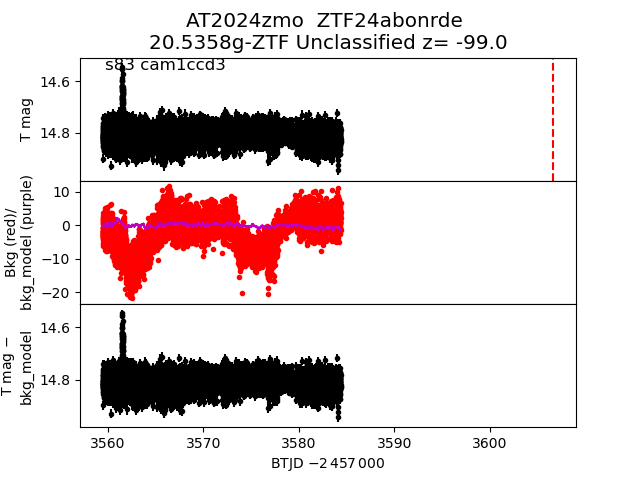 AT2024zmo  ZTF24abonrde
20.5358g-ZTF Unclassified z= -99.0
s83 cam1ccd3
14.6
14.8
T mag
10
0
−10
−20
Bkg (red)/
bkg_model (purple)
14.6
14.8
T mag −
bkg_model
3560
3570
3580
3590
3600
BTJD −2 457 000